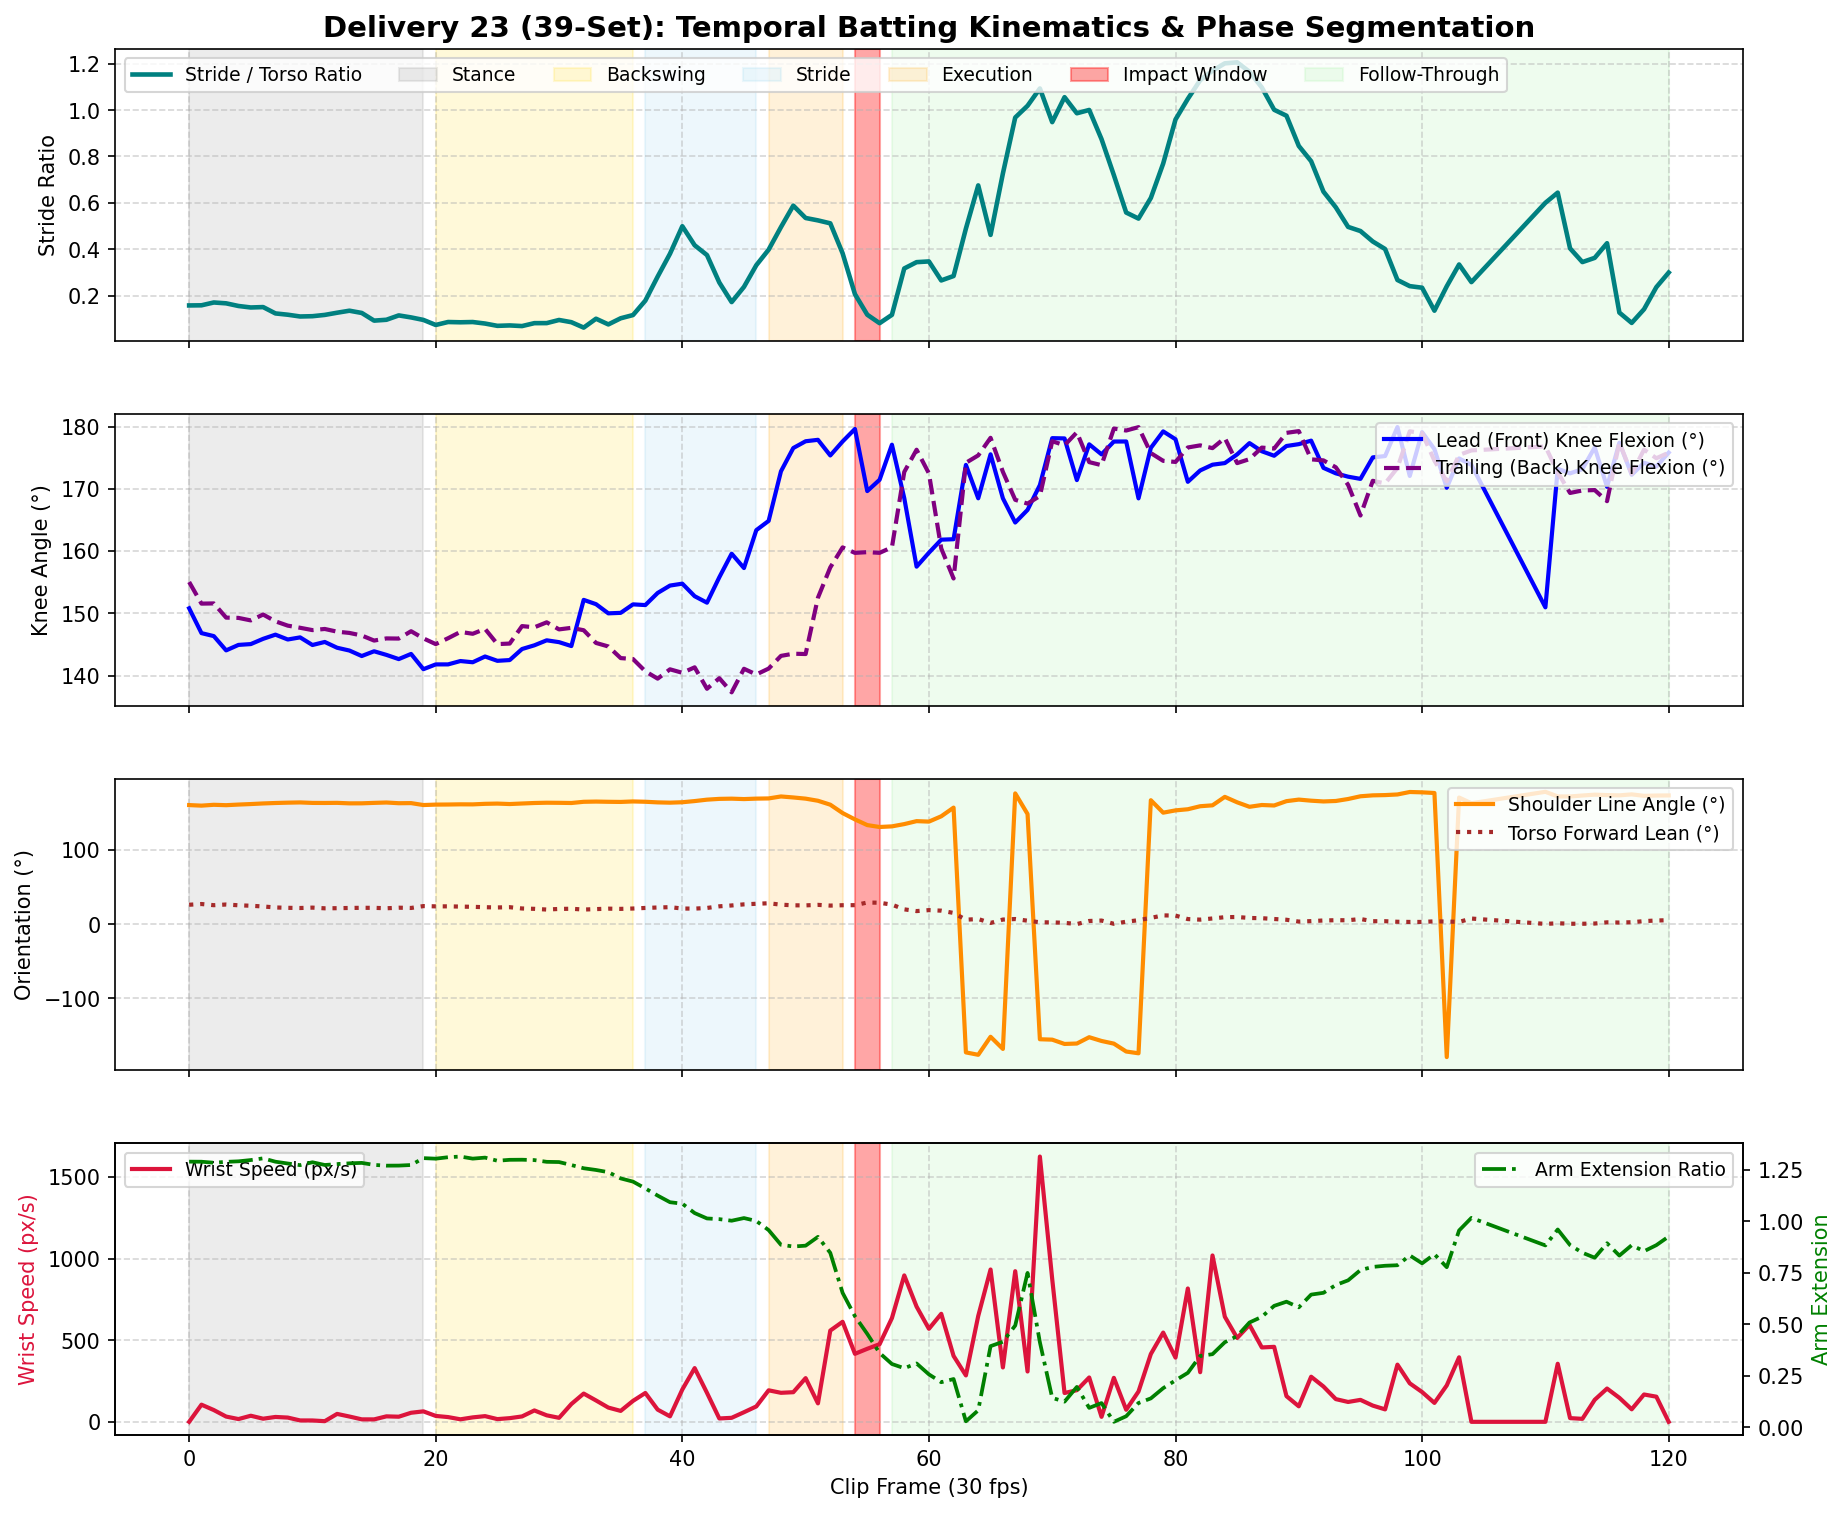 Delivery 23 (39-Set): Temporal Batting Kinematics & Phase Segmentation
Stride / Torso Ratio Stance Backswing Stride Execution Impact Window Follow-Through
Stride Ratio
1.2
1.0
0.8
0.6
0.4
0.2
Lead (Front) Knee Flexion (°)
Trailing (Back) Knee Flexion (°)
Knee Angle (°)
180
170
160
150
140
Shoulder Line Angle (°)
Torso Forward Lean (°)
Orientation (°)
100
0
−100
Wrist Speed (px/s)
Arm Extension Ratio
Wrist Speed (px/s)
1500
1000
500
0
1.25
1.00
0.75
0.50
0.25
0.00
Arm Extension
0 20 40 60 80 100 120
Clip Frame (30 fps)